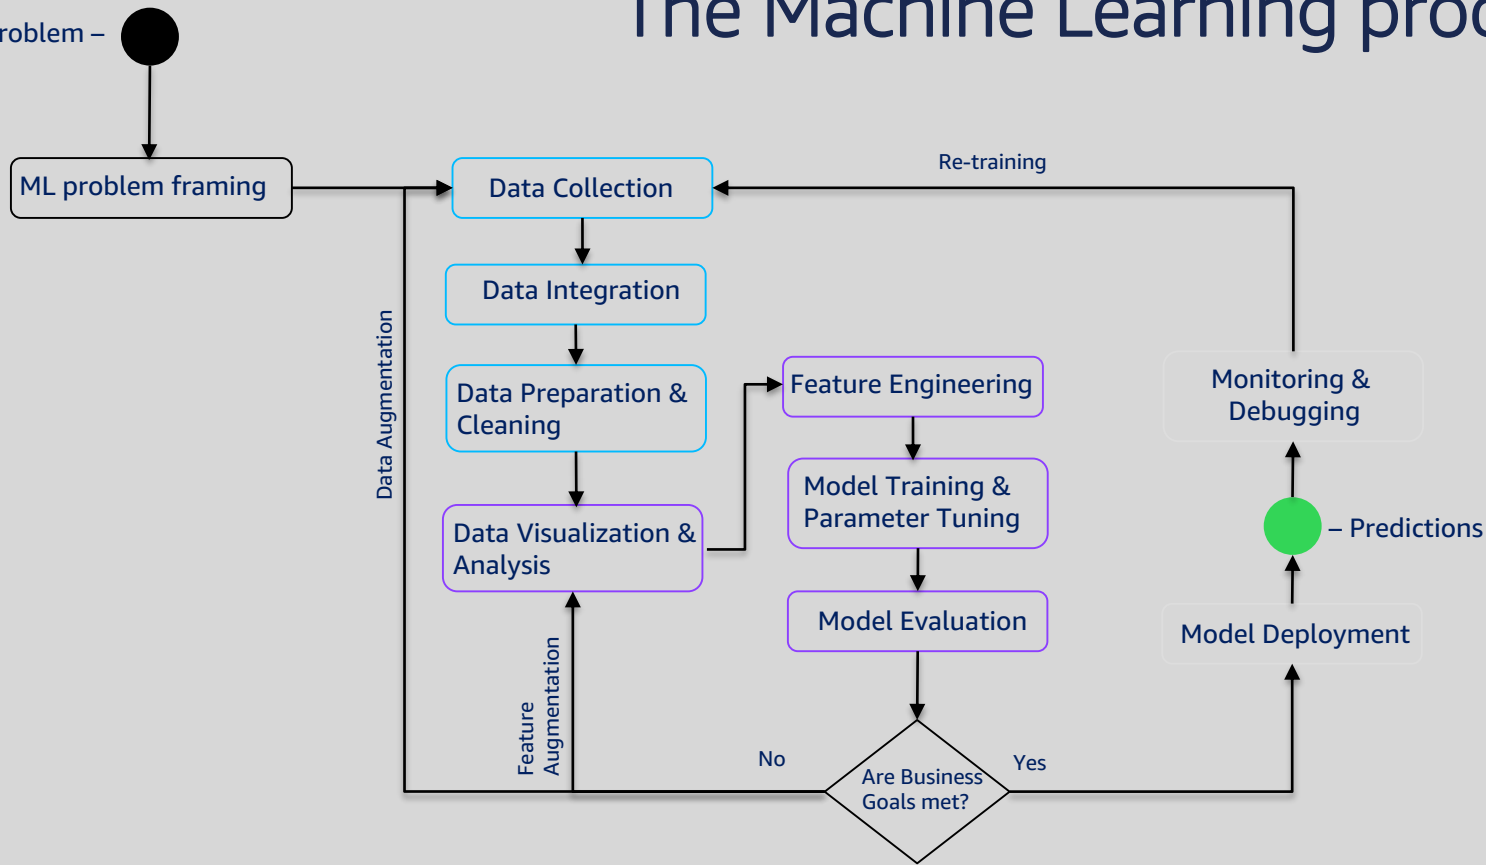 The Machine Learning
roblem –
ML problem framing
Data Collection
Re-training
Data Integration
Data Augmentation
Data Preparation &
Cleaning
Feature Engineering
Monitoring &
Debugging
Model Training &
Parameter Tuning
Data Visualization &
Analysis
– Predictions
Model Evaluation
Model Deployment
Feature
Augmentation
No
Yes
Are Business
Goals met?